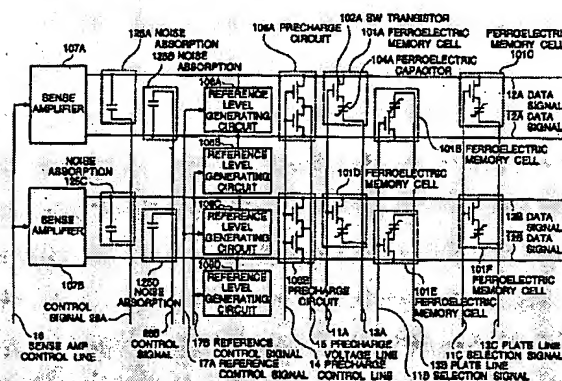 107A
125A NOISE ABSORPTION
125B NOISE ABSORPTION
106A PRECHARGE CIRCUIT
102A SW TRANSISTOR
101A FERROELECTRIC MEMORY CELL
104A FERROELECTRIC CAPACITOR
FERROELECTRIC MEMORY CELL 101C
SENSE AMPLIFIER
REFERENCE LEVEL GENERATING CIRCUIT
12A DATA SIGNAL
12A DATA SIGNAL
101B FERROELECTRIC MEMORY CELL
NOISE ABSORPTION 125C
REFERENCE LEVEL GENERATING CIRCUIT
101D
FERROELECTRIC MEMORY CELL
SENSE AMPLIFIER
REFERENCE LEVEL GENERATING CIRCUIT
12B DATA SIGNAL
12B DATA SIGNAL
107B
125D NOISE ABSORPTION
REFERENCE LEVEL GENERATING CIRCUIT
PRECHARGE CIRCUIT
101E FERROELECTRIC MEMORY CELL
101F FERROELECTRIC MEMORY CELL
CONTROL SIGNAL
16 SENSE AMP CONTROL LINE
CONTROL SIGNAL
17B REFERENCE CONTROL SIGNAL
17A REFERENCE CONTROL SIGNAL
11A
13A
15 PRECHARGE VOLTAGE LINE
14 PRECHARGE CONTROL LINE
13B PLATE LINE
11B SELECTION SIGNAL
13C PLATE LINE
11C SELECTION SIGNAL